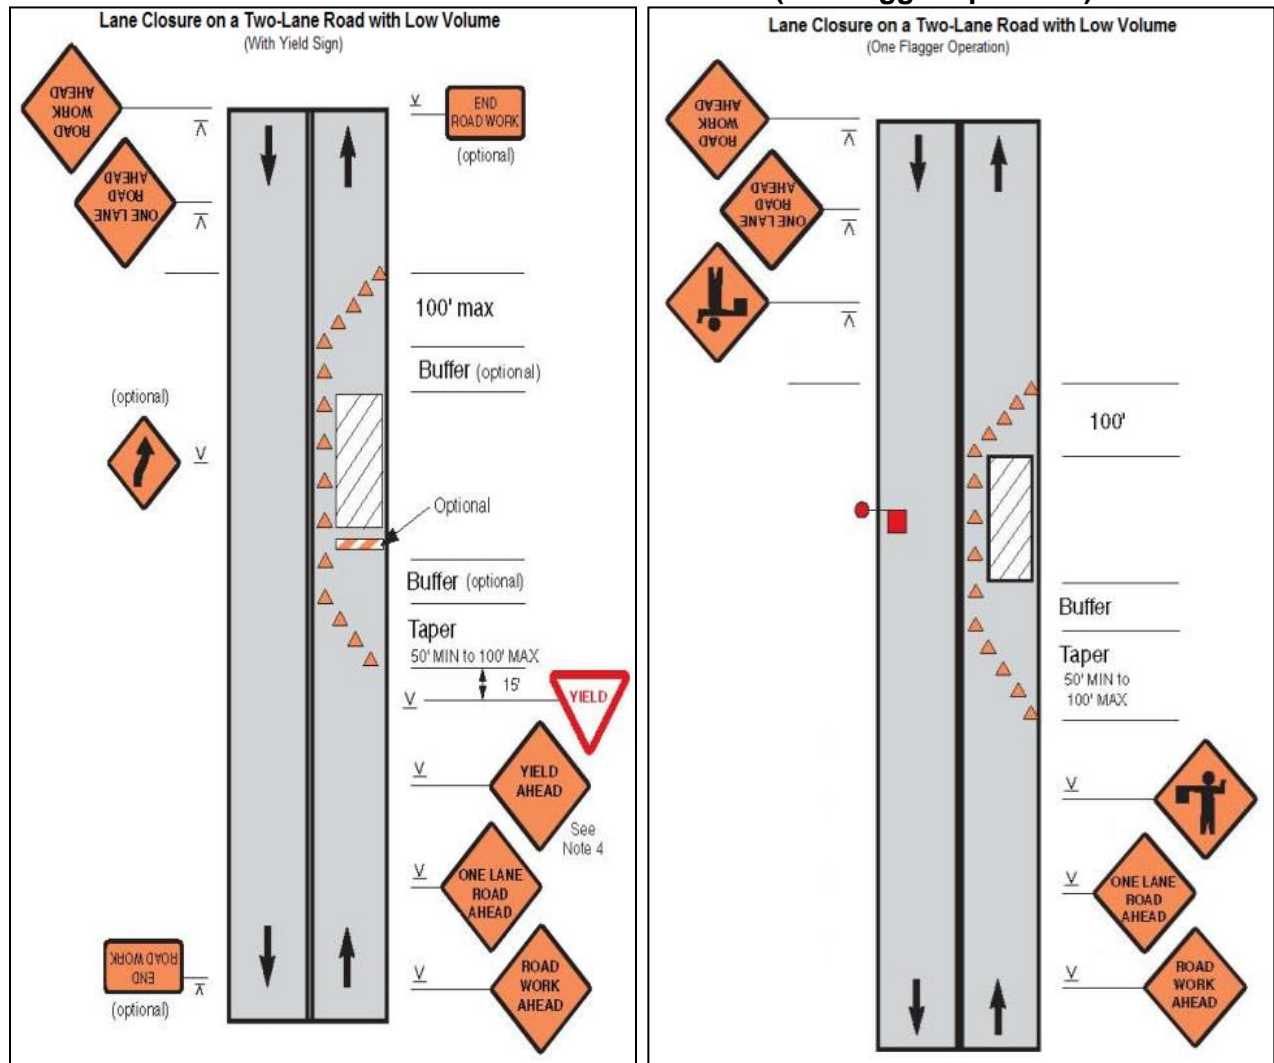 Lane Closure on a Two-Lane Road with Low Volume
(With Yield Sign)
ROAD
WORK
AHEAD
ONE LANE
ROAD
AHEAD
END
ROAD WORK
(optional)
100' max
Buffer (optional)
(optional)
Optional
Buffer (optional)
Taper
50' MIN to 100' MAX
15'
YIELD
YIELD
AHEAD
See
Note 4
ONE LANE
ROAD
AHEAD
ROAD
WORK
AHEAD
END
ROAD WORK
(optional)
Lane Closure on a Two-Lane Road with Low Volume
(One Flagger Operation)
ROAD
WORK
AHEAD
ONE LANE
ROAD
AHEAD
100'
Buffer
Taper
50' MIN to
100' MAX
ONE LANE
ROAD
AHEAD
ROAD
WORK
AHEAD